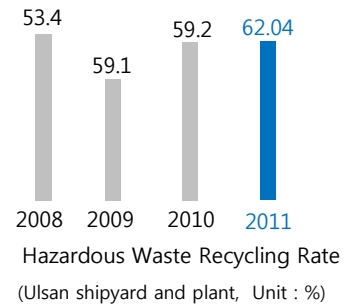 53.4
59.1
59.2
62.04
2008 2009 2010 2011
Hazardous Waste Recycling Rate
(Ulsan shipyard and plant, Unit : %)